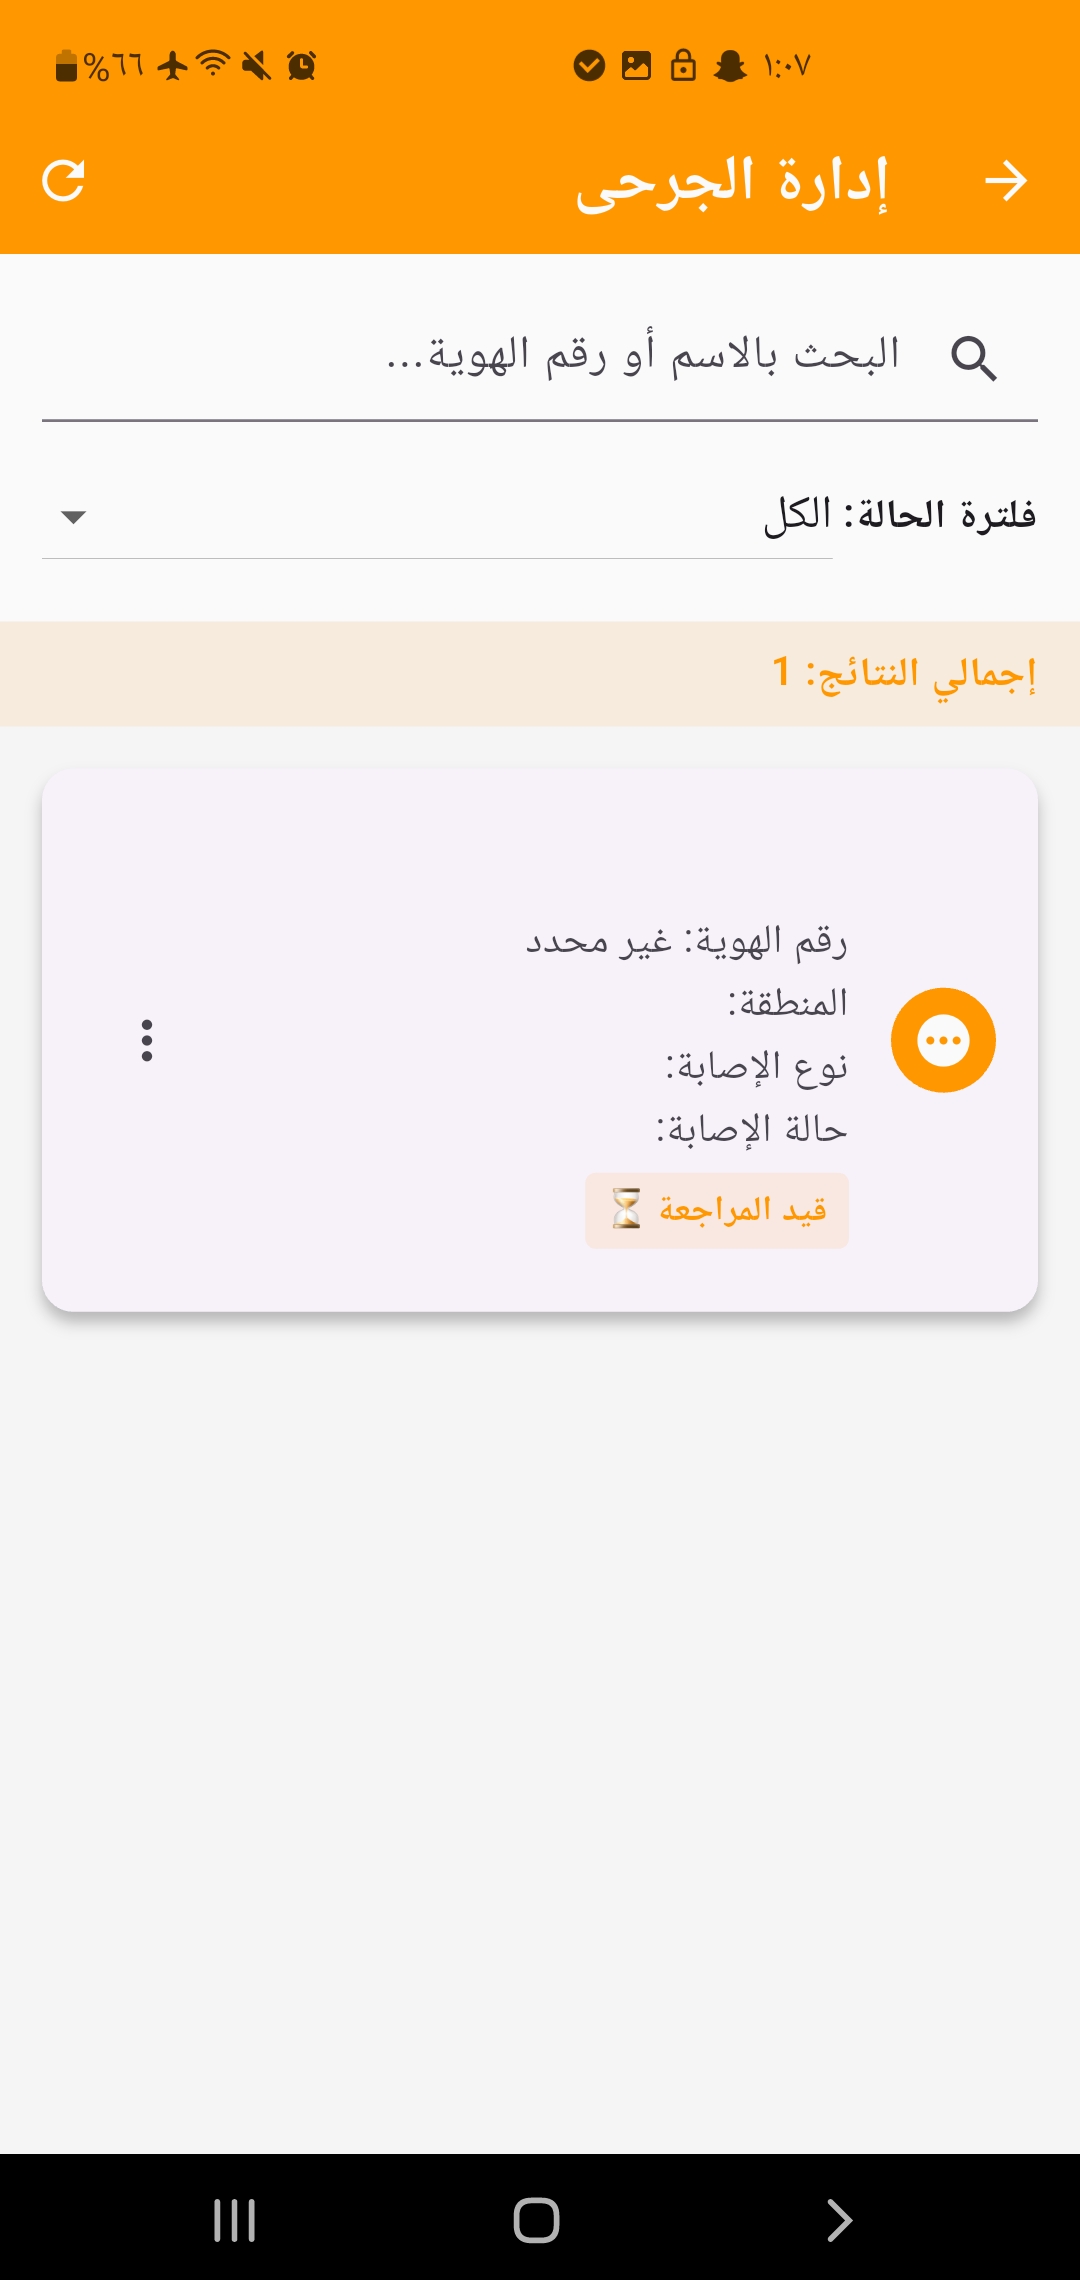 ١:٠٧ %٦٦
إدارة الجرحى
البحث بالاسم أو رقم الهوية...
فلترة الحالة: الكل
إجمالي النتائج: 1
رقم الهوية: غير محدد
المنطقة:
نوع الإصابة:
حالة الإصابة:
قيد المراجعة ⏳